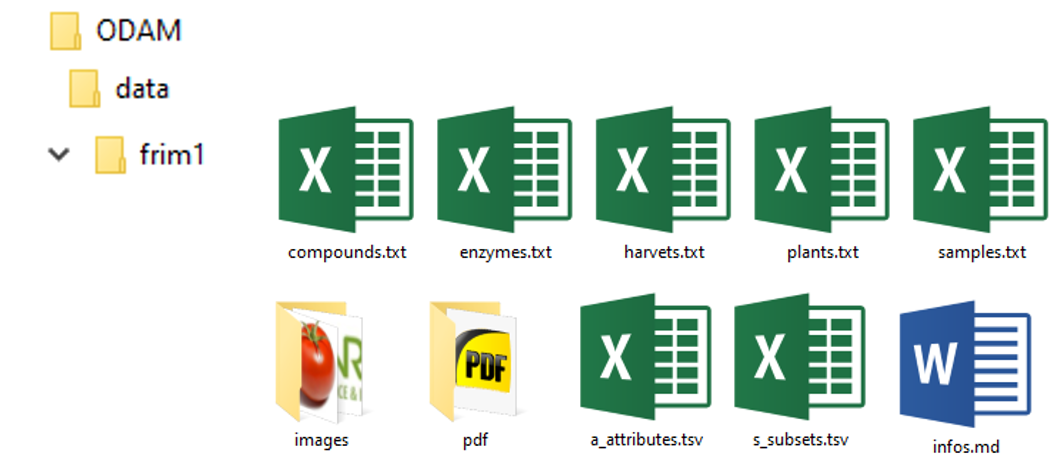 ODAM
data
frim1
X X X X X
compounds.txt enzymes.txt harvets.txt plants.txt samples.txt
PDF X X W
images pdf a_attributes.tsv s_subsets.tsv infos.md